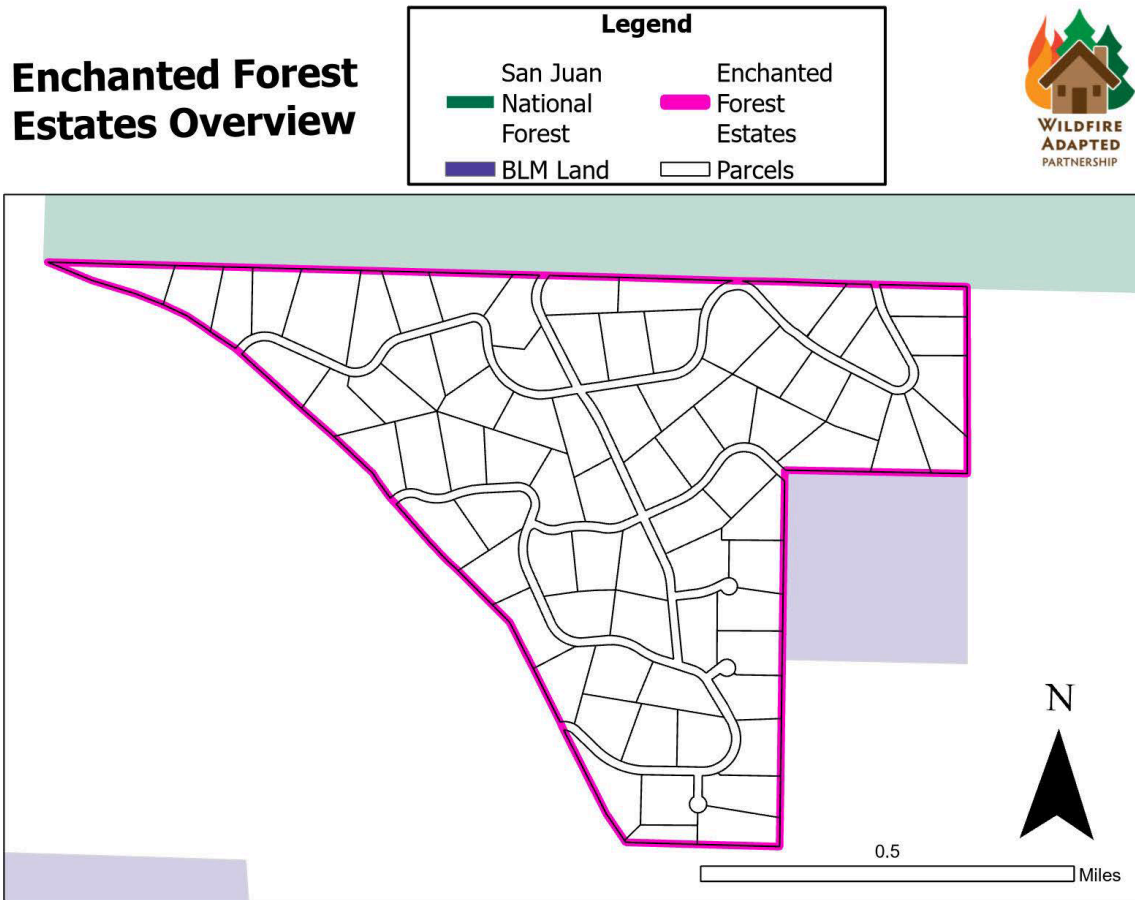 Enchanted Forest
Estates Overview
Legend
San Juan
National
Forest
Enchanted
Forest
Estates
BLM Land
Parcels
WILDFIRE
ADAPTED
PARTNERSHIP
N
0.5
Miles